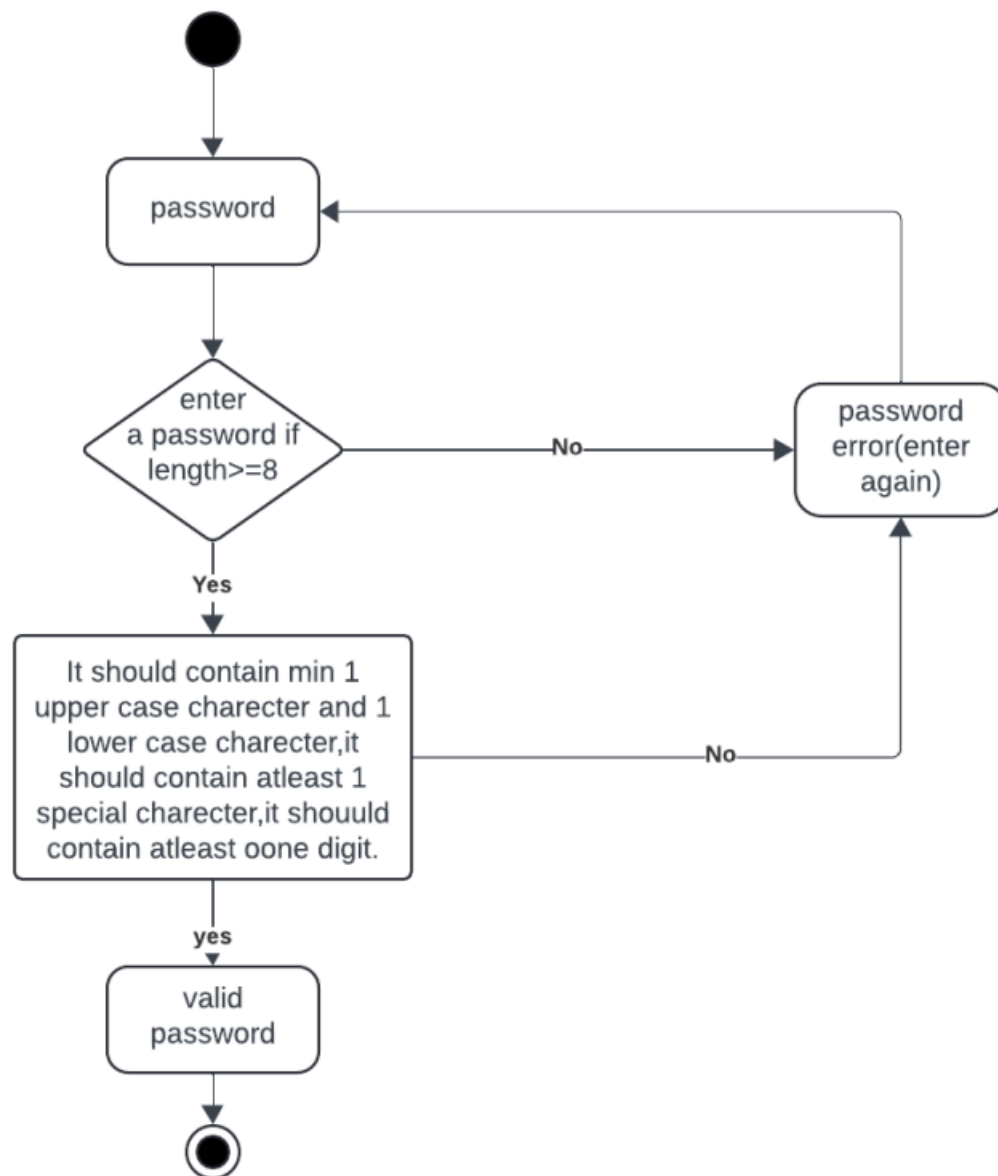 password
enter
a password if
length>=8
No
password
error(enter
again)
Yes
It should contain min 1
upper case charecter and 1
lower case charecter,it
should contain atleast 1
special charecter,it shouuld
contain atleast oone digit.
No
yes
valid
password